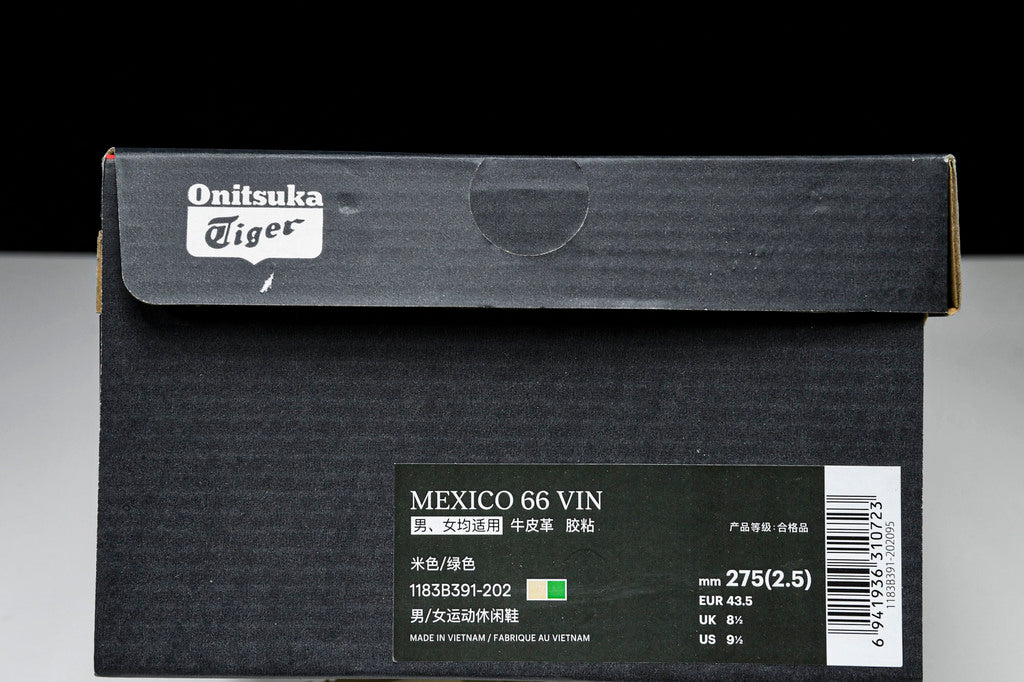 Onitsuka
Tiger
MEXICO 66 VIN
男、女均适用 牛皮革 胶粘
产品等级:合格品
米色/绿色
1183B391-202
男/女运动休闲鞋
MADE IN VIETNAM / FABRIQUE AU VIETNAM
mm 275(2.5)
EUR 43.5
UK 8½
US 9½
6 941936 310723
1183B391-202095